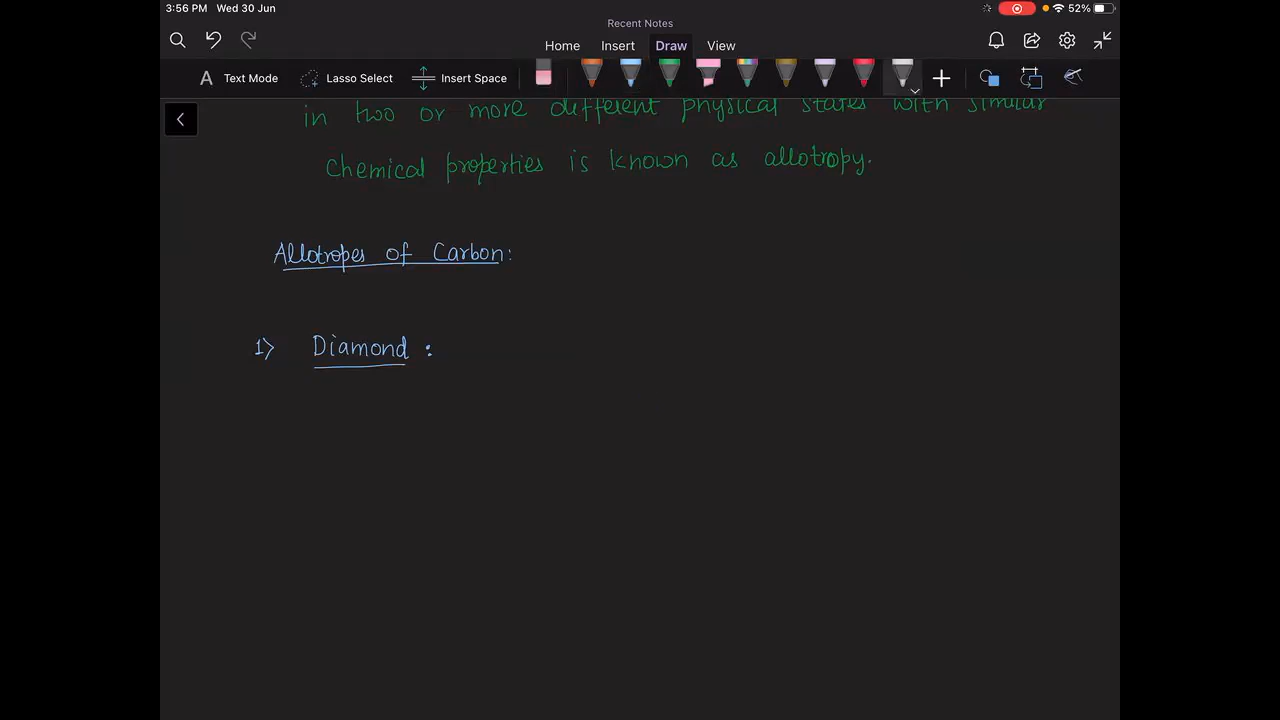 3:56 PM Wed 30 Jun
52%
Recent Notes
Home Insert Draw View
A Text Mode Lasso Select Insert Space
in two or more different physical states with similar
chemical properties is known as allotropy.
Allotropes of Carbon:
1) Diamond :